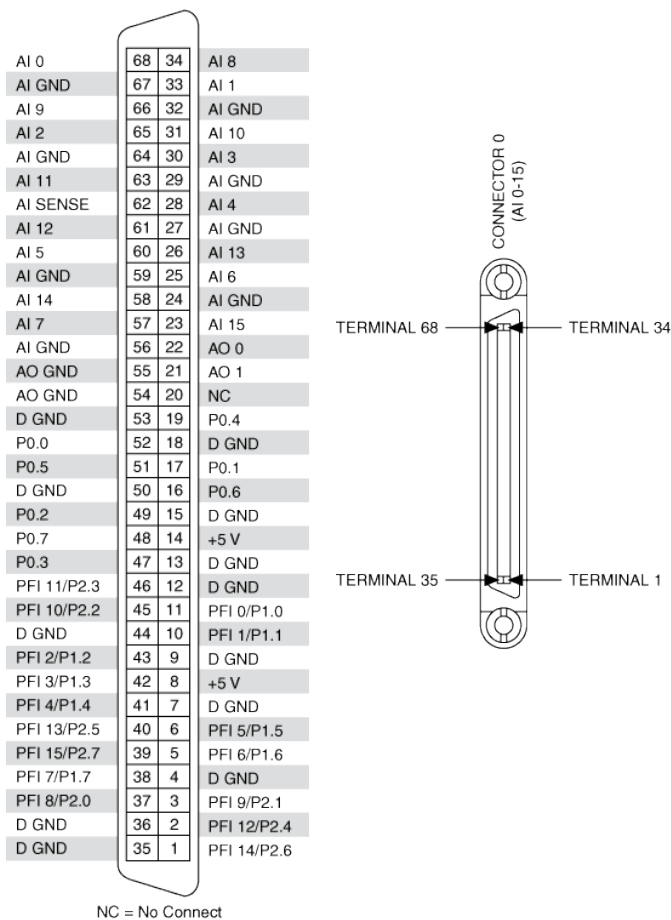 AI 0 68 34 AI 8
AI GND 67 33 AI 1
AI 9 66 32 AI GND
AI 2 65 31 AI 10
AI GND 64 30 AI 3
AI 11 63 29 AI GND
AI SENSE 62 28 AI 4
AI 12 61 27 AI GND
AI 5 60 26 AI 13
AI GND 59 25 AI 6
AI 14 58 24 AI GND
AI 7 57 23 AI 15
AI GND 56 22 AO 0
AO GND 55 21 AO 1
AO GND 54 20 NC
D GND 53 19 P0.4
P0.0 52 18 D GND
P0.5 51 17 P0.1
D GND 50 16 P0.6
P0.2 49 15 D GND
P0.7 48 14 +5 V
P0.3 47 13 D GND
PFI 11/P2.3 46 12 D GND
PFI 10/P2.2 45 11 PFI 0/P1.0
D GND 44 10 PFI 1/P1.1
PFI 2/P1.2 43 9 D GND
PFI 3/P1.3 42 8 +5 V
PFI 4/P1.4 41 7 D GND
PFI 13/P2.5 40 6 PFI 5/P1.5
PFI 15/P2.7 39 5 PFI 6/P1.6
PFI 7/P1.7 38 4 D GND
PFI 8/P2.0 37 3 PFI 9/P2.1
D GND 36 2 PFI 12/P2.4
D GND 35 1 PFI 14/P2.6
NC = No Connect
CONNECTOR 0
(AI 0-15)
TERMINAL 68 TERMINAL 34
TERMINAL 35 TERMINAL 1